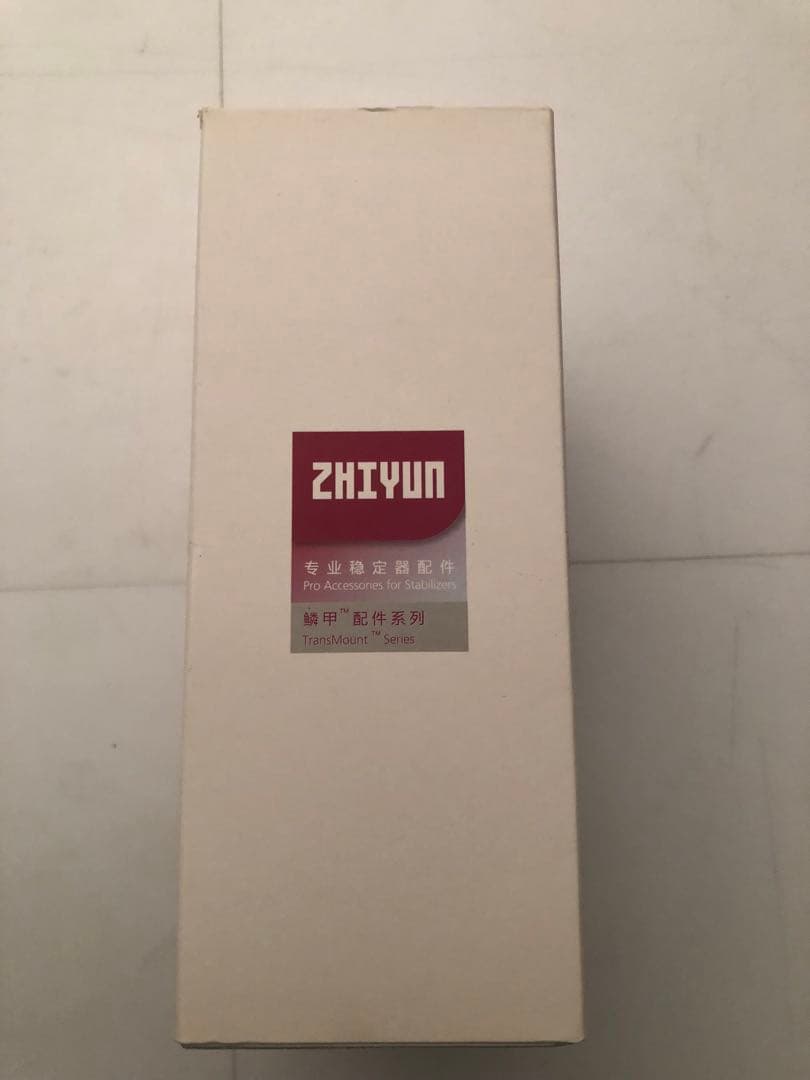 ZHIYUN
专业稳定器配件
Pro Accessories for Stabilizers
鳞甲™配件系列
TransMount™ Series